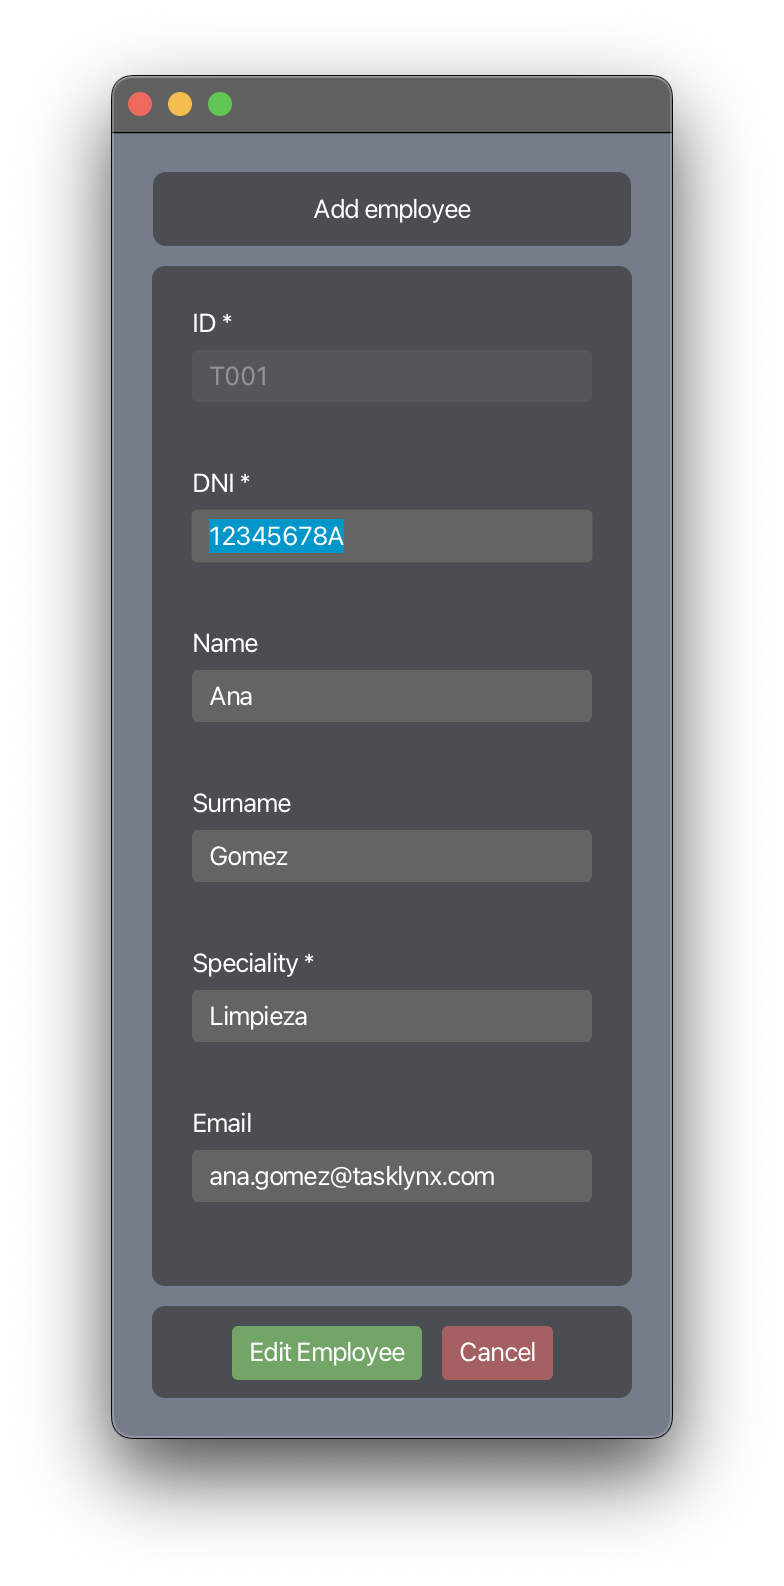 Add employee
ID *
T001
DNI *
12345678A
Name
Ana
Surname
Gomez
Speciality *
Limpieza
Email
ana.gomez@tasklynx.com
Edit Employee Cancel